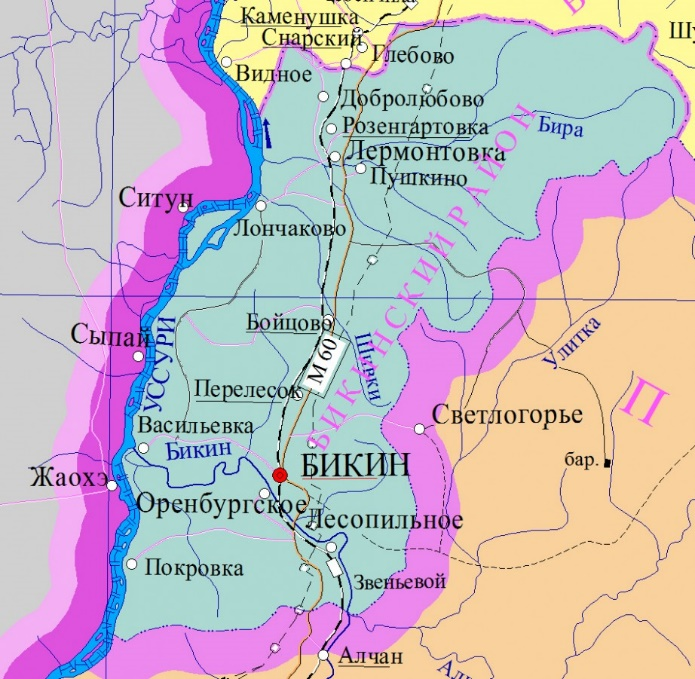 Каменушка
Снарский
Глебово
Видное
Добролюбово
Розенгартовка
Бира
Лермонтовка
Пушкино
Ситун
Лончаково
БИКИНСКИЙ РАЙОН
Бойцово
Сыпай
УССУРИ
М 60
Шивки
Улитка
Перелесок
П
Васильевка
Светлогорье
Бикин
БИКИН
бар.
Жаохэ
Оренбургское
Лесопильное
Покровка
Звеньевой
Алчан